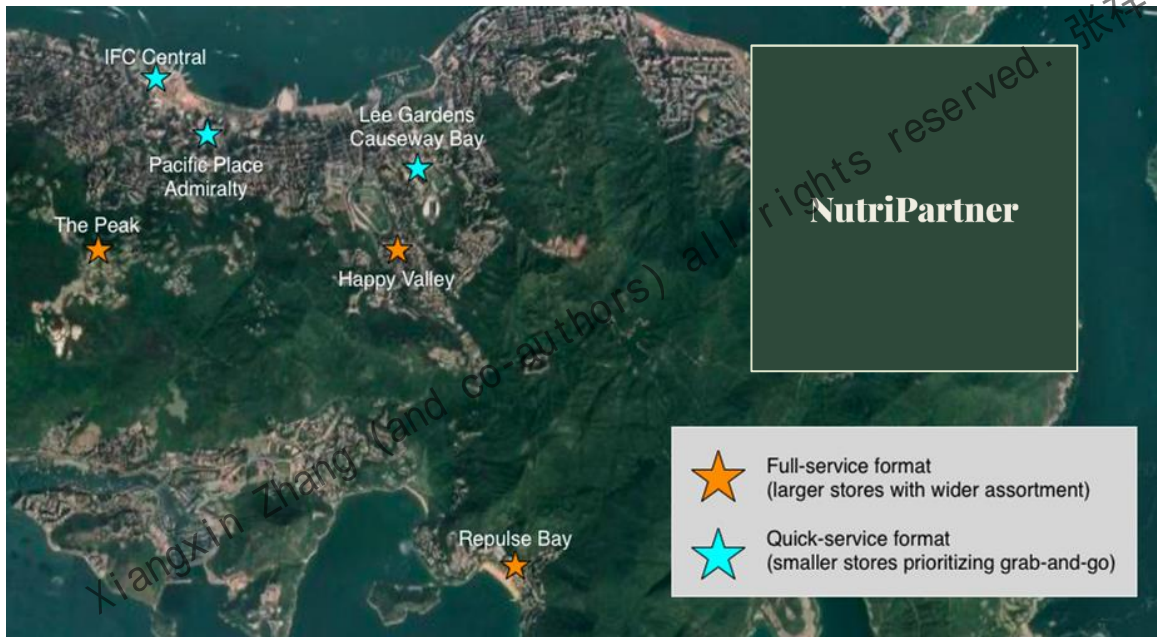 IFC Central
Pacific Place
Admiralty
Lee Gardens
Causeway Bay
The Peak
Happy Valley
Repulse Bay
NutriPartner
Full-service format
(larger stores with wider assortment)
Quick-service format
(smaller stores prioritizing grab-and-go)
Xiangxin Zhang (and co-authors) all rights reserved. 张祥